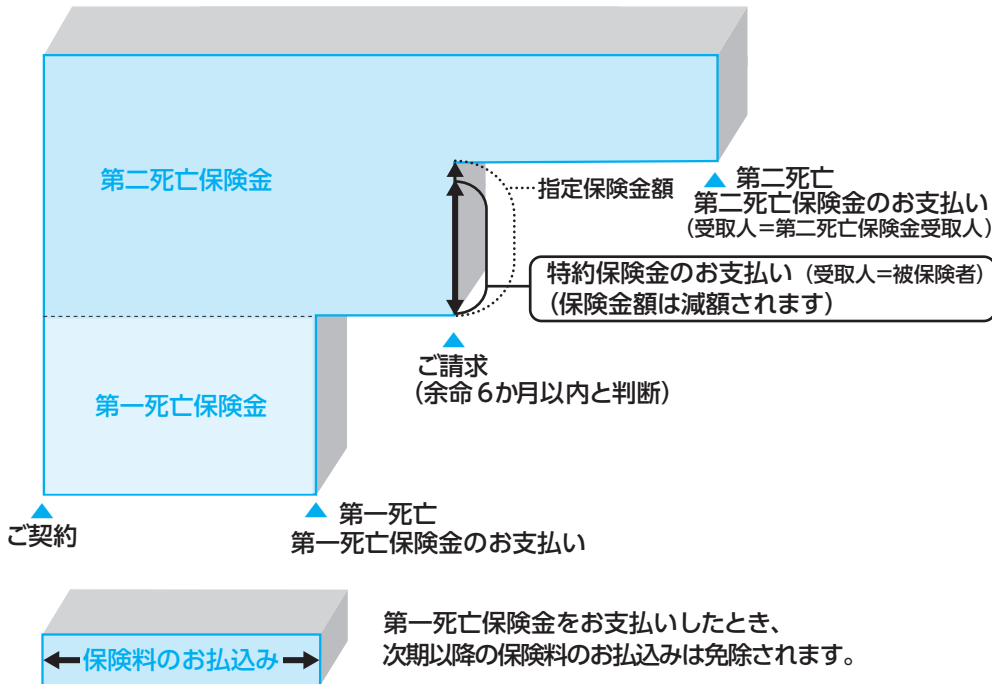 第二死亡保険金
指定保険金額
第二死亡
第二死亡保険金のお支払い
(受取人=第二死亡保険金受取人)
特約保険金のお支払い(受取人=被保険者)
(保険金額は減額されます)
ご請求
(余命6か月以内と判断)
第一死亡保険金
ご契約
第一死亡
第一死亡保険金のお支払い
保険料のお払込み
第一死亡保険金をお支払いしたとき、
次期以降の保険料のお払込みは免除されます。